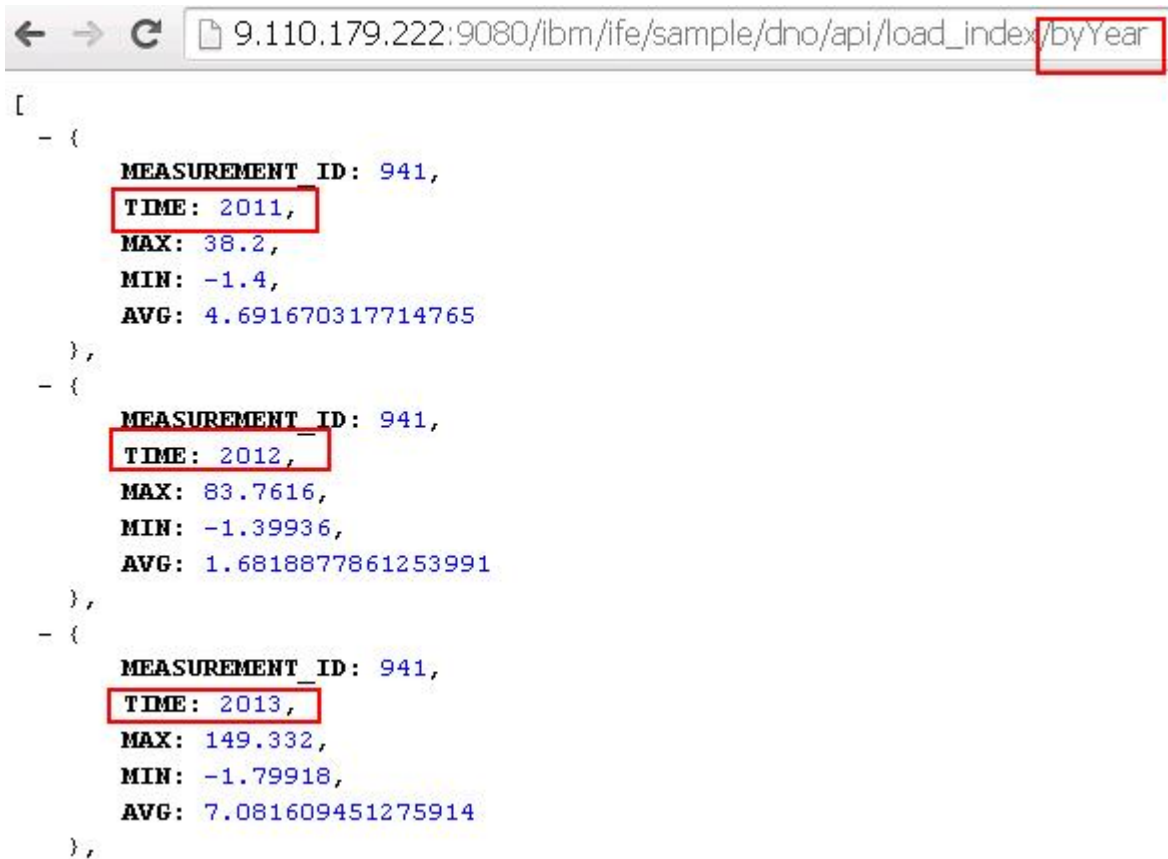 9.110.179.222:9080/ibm/ife/sample/dno/api/load_index/byYear
[
- {
MEASUREMENT_ID: 941,
TIME: 2011,
MAX: 38.2,
MIN: -1.4,
AVG: 4.691670317714765
},
- {
MEASUREMENT_ID: 941,
TIME: 2012,
MAX: 83.7616,
MIN: -1.39936,
AVG: 1.6818877861253991
},
- {
MEASUREMENT_ID: 941,
TIME: 2013,
MAX: 149.332,
MIN: -1.79918,
AVG: 7.081609451275914
},